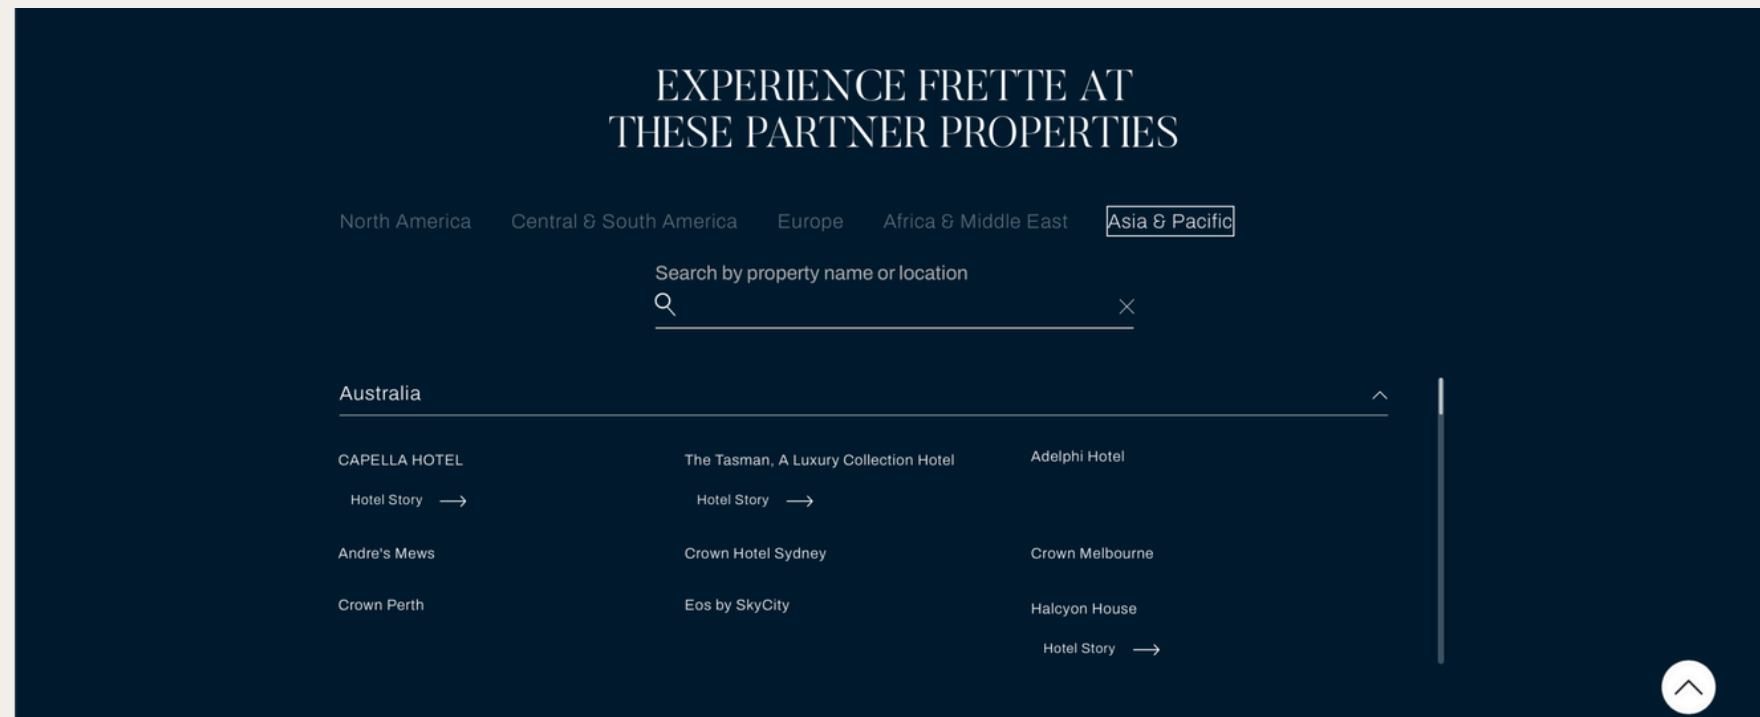 EXPERIENCE FRETTE AT
THESE PARTNER PROPERTIES
North America Central & South America Europe Africa & Middle East Asia & Pacific
Search by property name or location
Australia
CAPELLA HOTEL The Tasman, A Luxury Collection Hotel Adelphi Hotel
Hotel Story Hotel Story
Andre's Mews Crown Hotel Sydney Crown Melbourne
Crown Perth Eos by SkyCity Halcyon House
Hotel Story